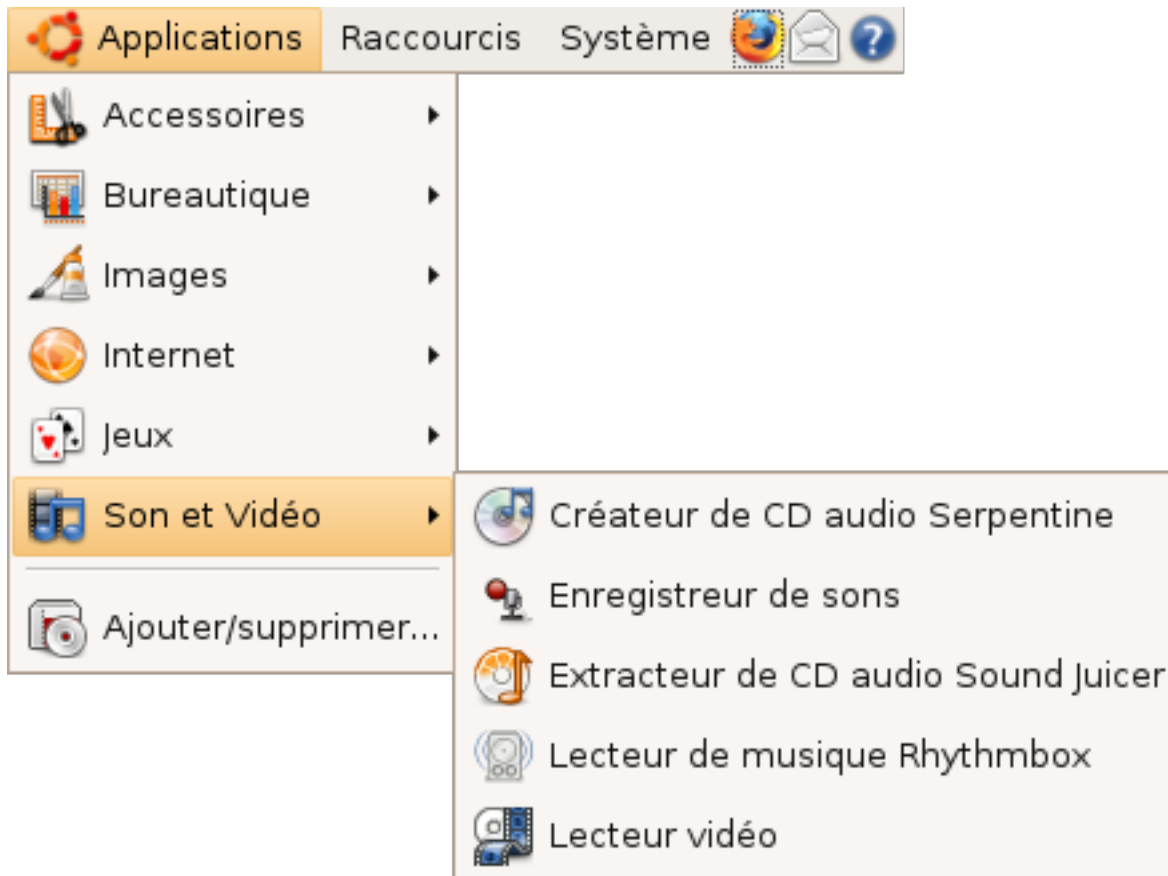 Applications Raccourcis Système
Accessoires
Bureautique
Images
Internet
Jeux
Son et Vidéo
Ajouter/supprimer...
Créateur de CD audio Serpentine
Enregistreur de sons
Extracteur de CD audio Sound Juicer
Lecteur de musique Rhythmbox
Lecteur vidéo